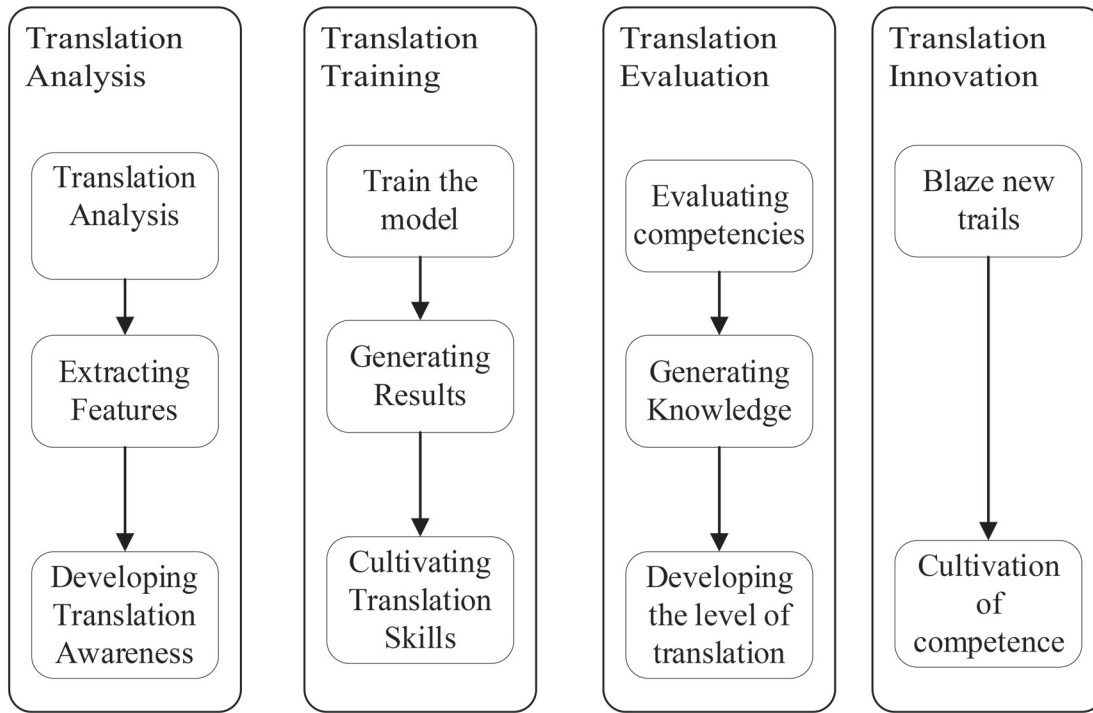 Translation
Analysis
Translation
Analysis
Extracting
Features
Developing
Translation
Awareness
Translation
Training
Train the
model
Generating
Results
Cultivating
Translation
Skills
Translation
Evaluation
Evaluating
competencies
Generating
Knowledge
Developing
the level of
translation
Translation
Innovation
Blaze new
trails
Cultivation
of
competence